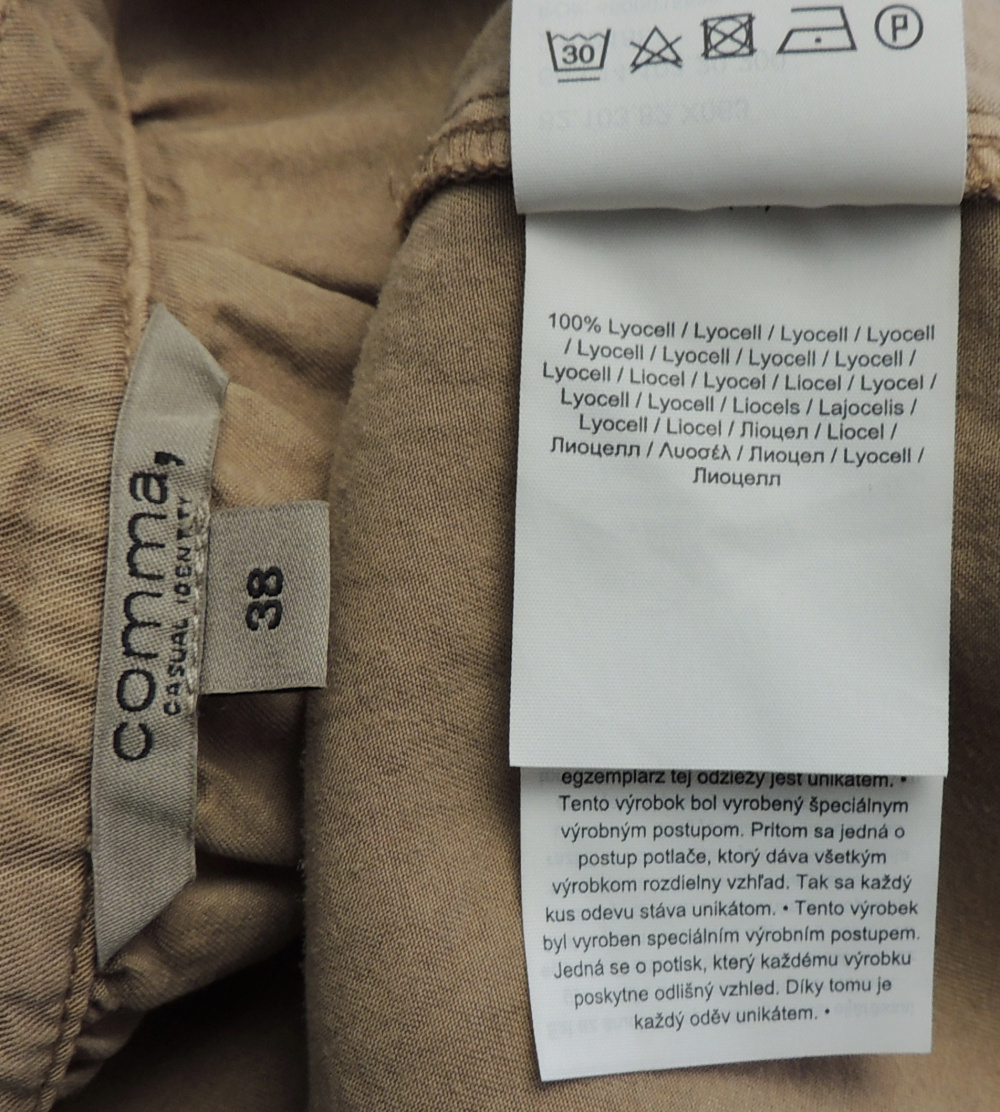 comma,
CASUAL IDENTITY
38
30
P
100% Lyocell / Lyocell / Lyocell / Lyocell
/ Lyocell / Lyocell / Lyocell / Lyocell /
Lyocell / Liocel / Lyocel / Liocel / Lyocel /
Lyocell / Lyocell / Liocels / Lajocelis /
Lyocell / Liocel / Ліоцел / Liocel /
Лиоцелл / Λυοσέλ / Лиоцел / Lyocell /
Лиоцелл
egzemplarz tej odzieży jest unikatem. •
Tento výrobok bol vyrobený špeciálnym
výrobným postupom. Pritom sa jedná o
postup potlače, ktorý dáva všetkým
výrobkom rozdielny vzhľad. Tak sa každý
kus odevu stáva unikátom. • Tento výrobek
byl vyroben speciálním výrobním postupem.
Jedná se o potisk, který každému výrobku
poskytne odlišný vzhled. Díky tomu je
každý oděv unikátem. •